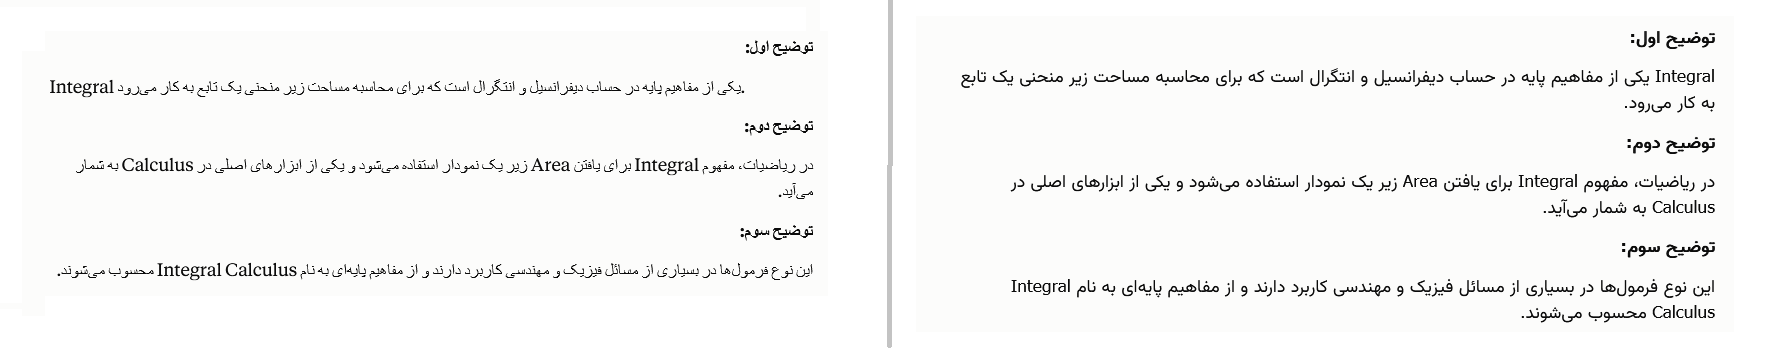 توضیح اول:
Integral یکی از مفاهیم پایه در حساب دیفرانسیل و انتگرال است که برای محاسبه مساحت زیر منحنی یک تابع
به کار می‌رود.
توضیح دوم:
در ریاضیات، مفهوم Integral برای یافتن Area زیر یک نمودار استفاده می‌شود و یکی از ابزارهای اصلی در
Calculus به شمار می‌آید.
توضیح سوم:
این نوع فرمول‌ها در بسیاری از مسائل فیزیک و مهندسی کاربرد دارند و از مفاهیم پایه‌ای به نام Integral
Calculus محسوب می‌شوند.
توضیح اول:
.یکی از مفاهیم پایه در حساب دیفرانسیل و انتگرال است که برای محاسبه مساحت زیر منحنی یک تابع به کار می‌رود Integral
توضیح دوم:
در ریاضیات، مفهوم Integral برای یافتن Area زیر یک نمودار استفاده می‌شود و یکی از ابزارهای اصلی در Calculus به شمار
می‌آید.
توضیح سوم:
این نوع فرمول‌ها در بسیاری از مسائل فیزیک و مهندسی کاربرد دارند و از مفاهیم پایه‌ای به نام Integral Calculus محسوب می‌شوند.